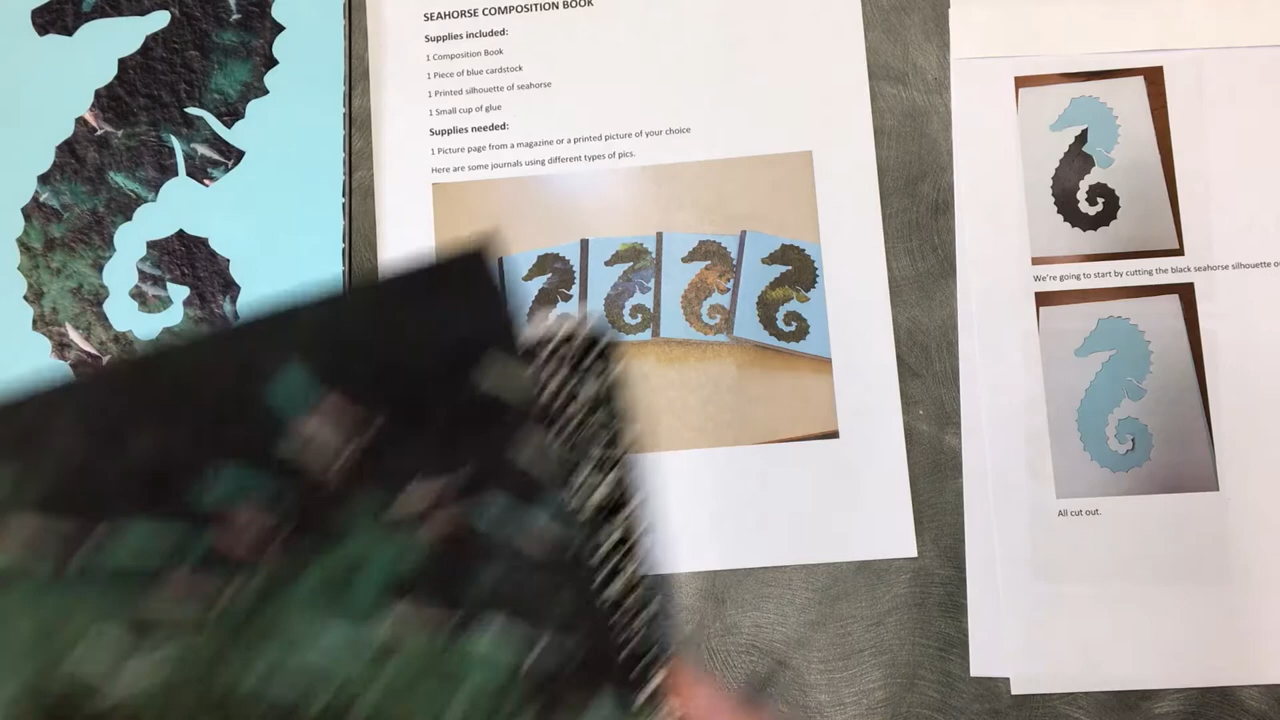 SEAHORSE COMPOSITION BOOK
Supplies included:
1 Composition Book
1 Piece of blue cardstock
1 Printed silhouette of seahorse
1 Small cup of glue
Supplies needed:
1 Picture page from a magazine or a printed picture of your choice
Here are some journals using different types of pics.
We're going to start by cutting the black seahorse silhouette
All cut out.